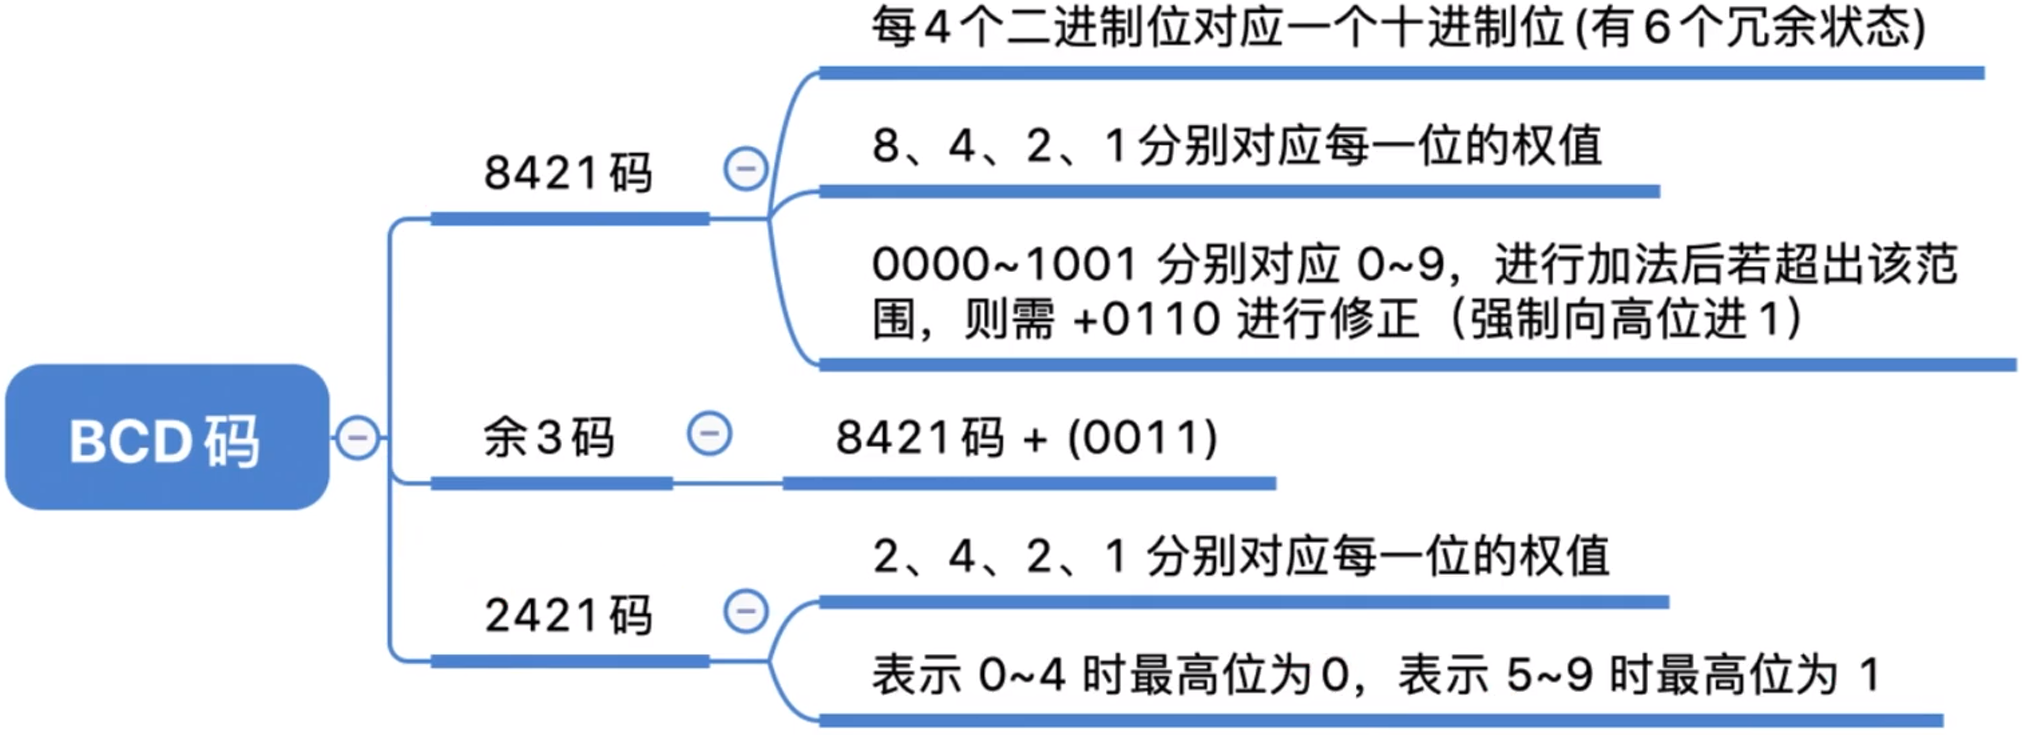 每4个二进制位对应一个十进制位(有6个冗余状态)
8、4、2、1分别对应每一位的权值
8421码
0000~1001 分别对应 0~9，进行加法后若超出该范
围，则需 +0110 进行修正（强制向高位进1）
BCD码
余3码
8421码 + (0011)
2、4、2、1 分别对应每一位的权值
2421码
表示 0~4 时最高位为0，表示 5~9 时最高位为 1